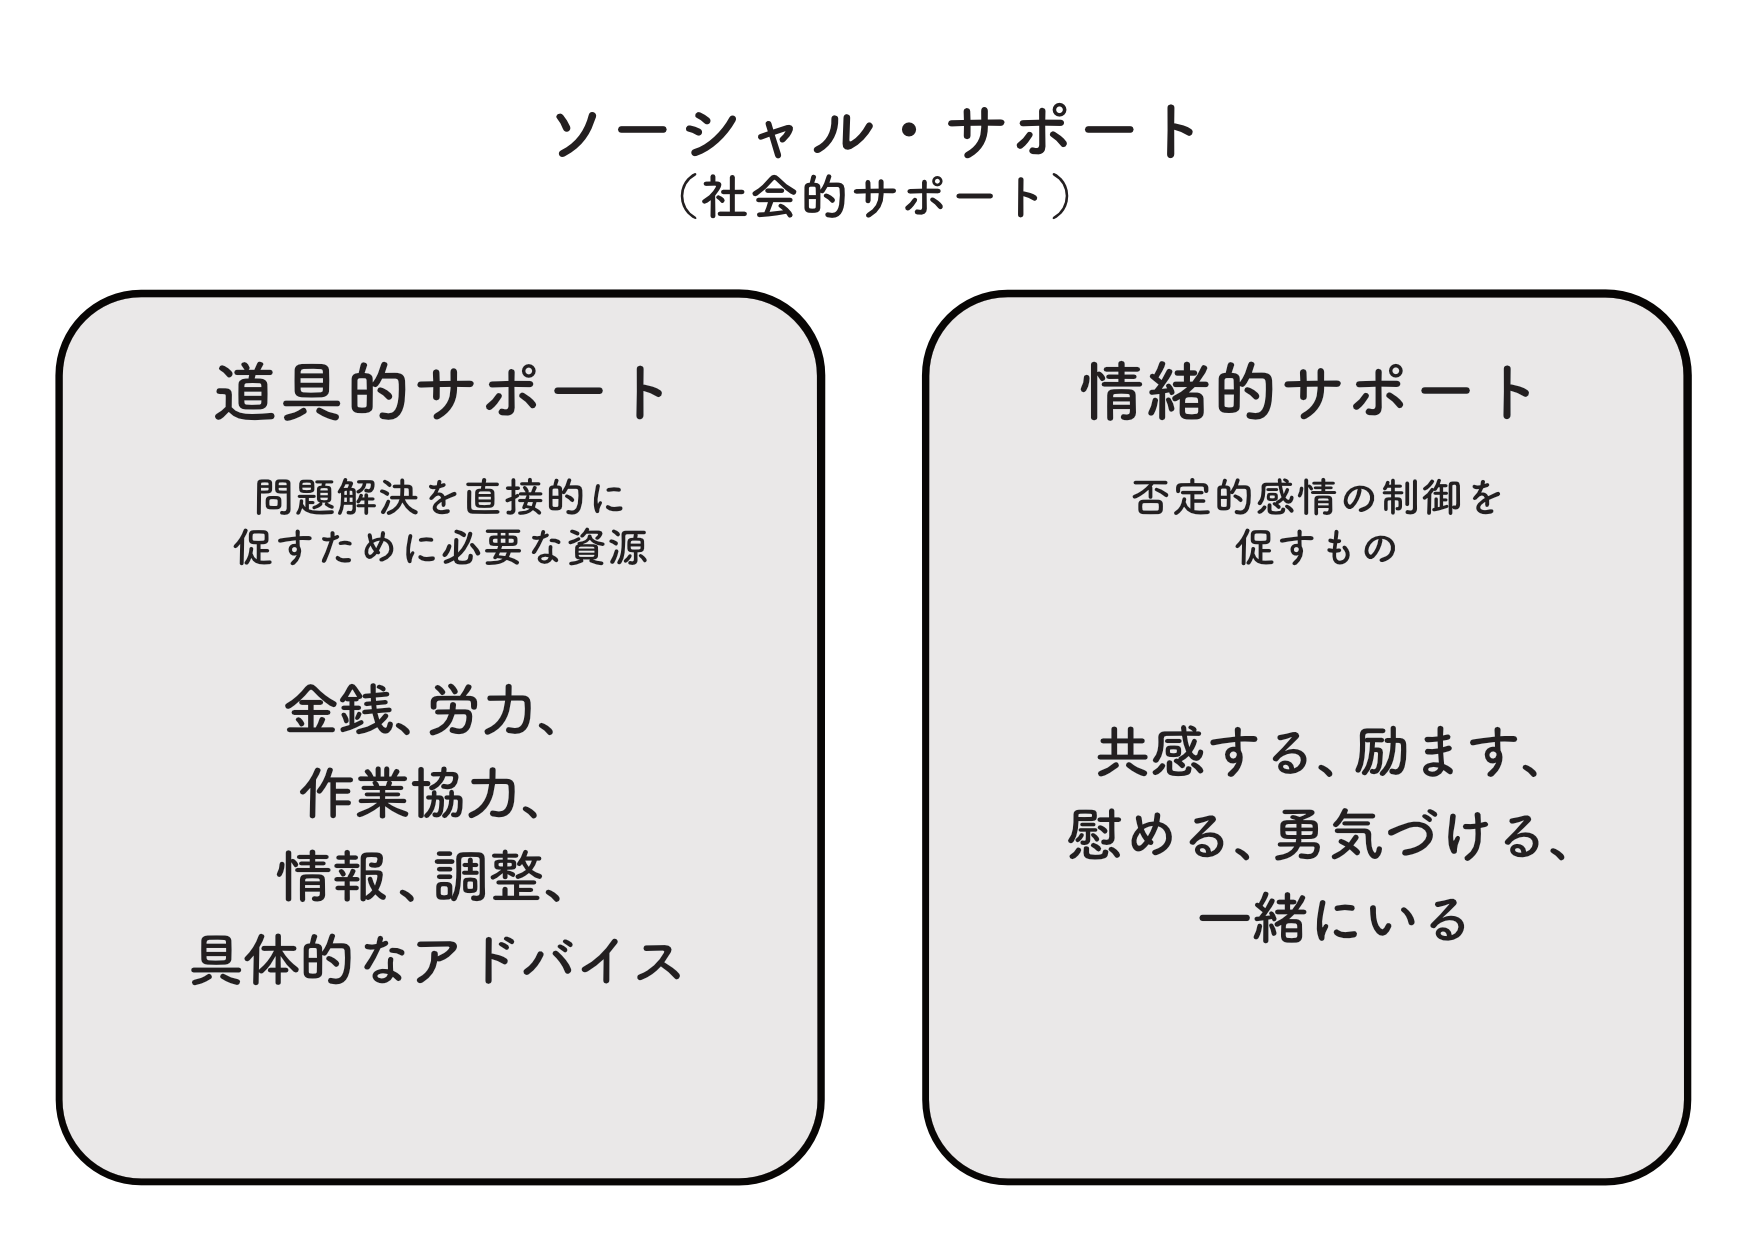 ソーシャル・サポート
（社会的サポート）
道具的サポート
問題解決を直接的に
促すために必要な資源
金銭、労力、
作業協力、
情報、調整、
具体的なアドバイス
情緒的サポート
否定的感情の制御を
促すもの
共感する、励ます、
慰める、勇気づける、
一緒にいる